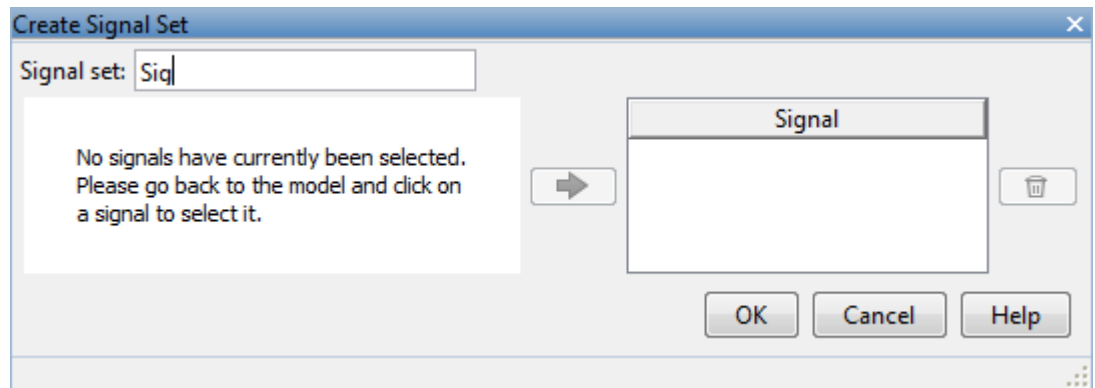 Create Signal Set
Signal set: Sig
No signals have currently been selected.
Please go back to the model and click on
a signal to select it.
Signal
OK Cancel Help